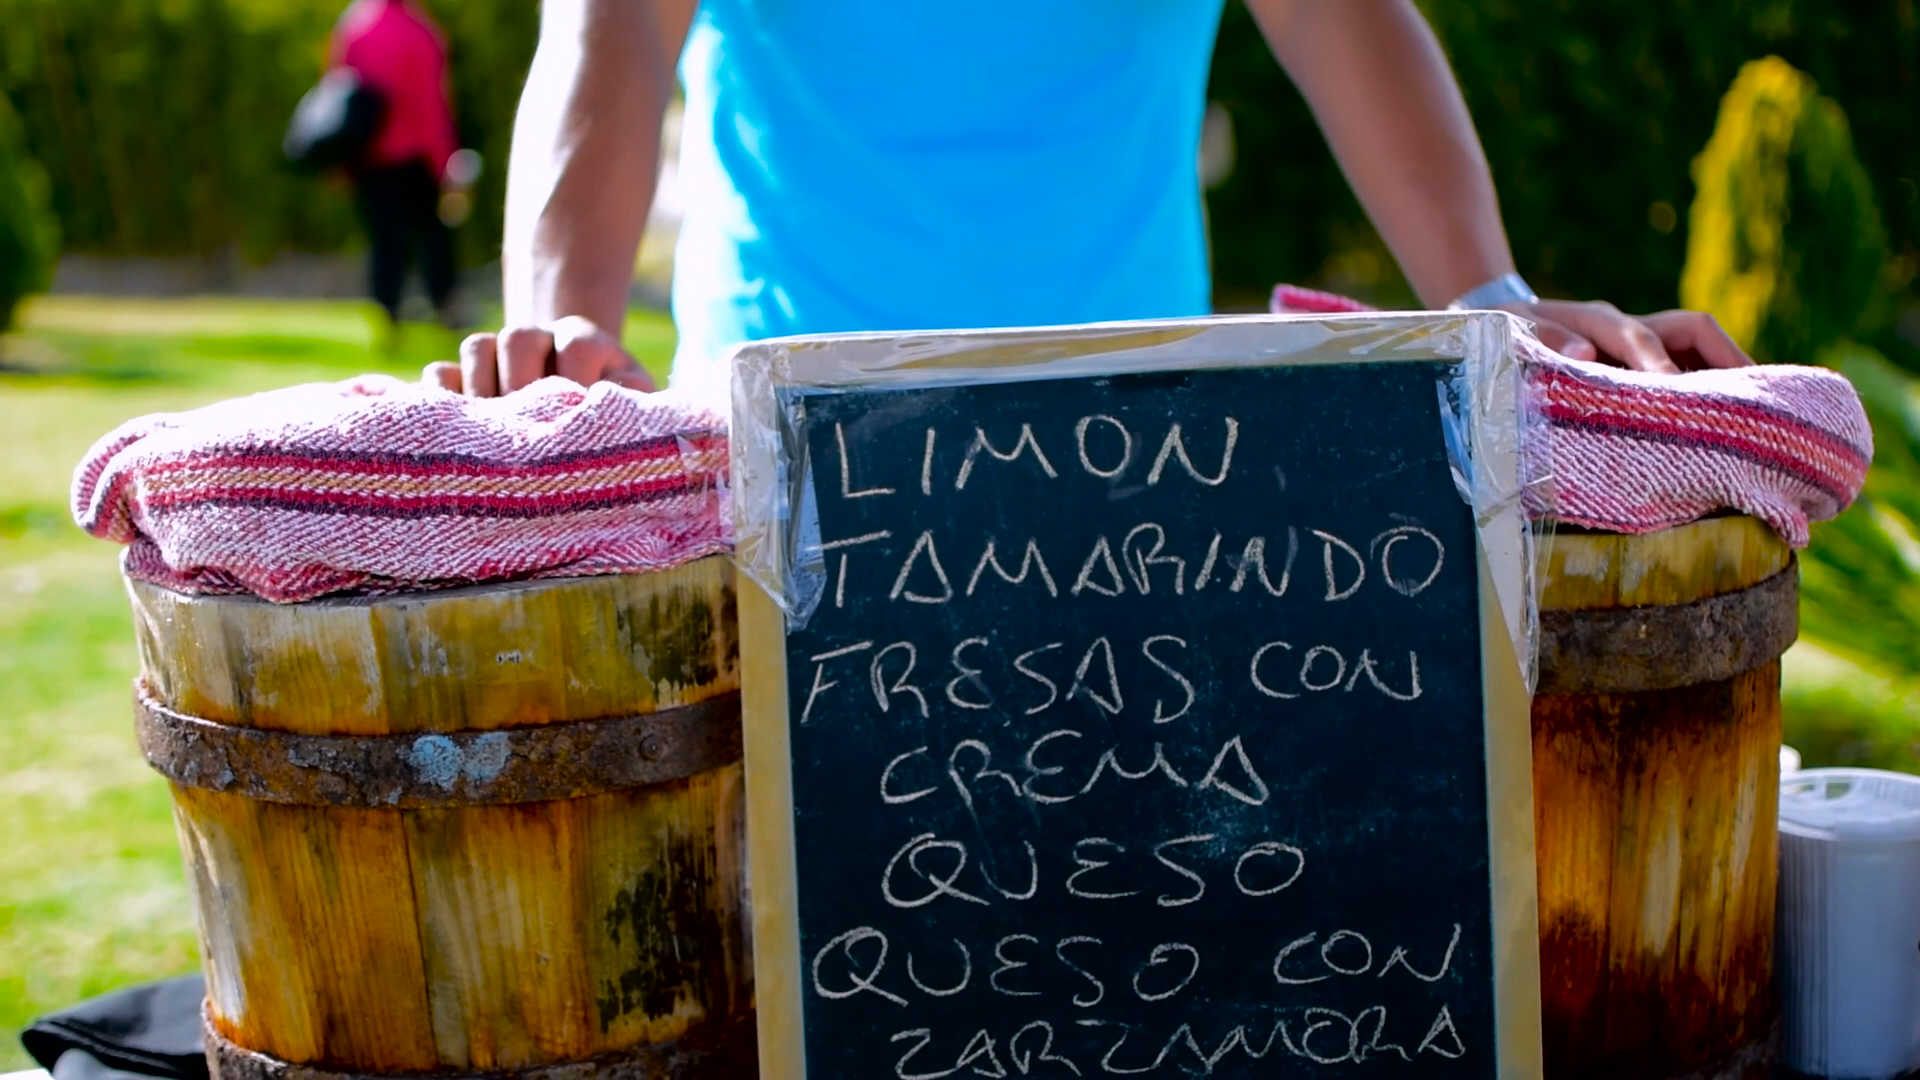 LIMON
TAMARINDO
FRESAS CON
CREMA
QUESO
QUESO CON
ZARZAMORA